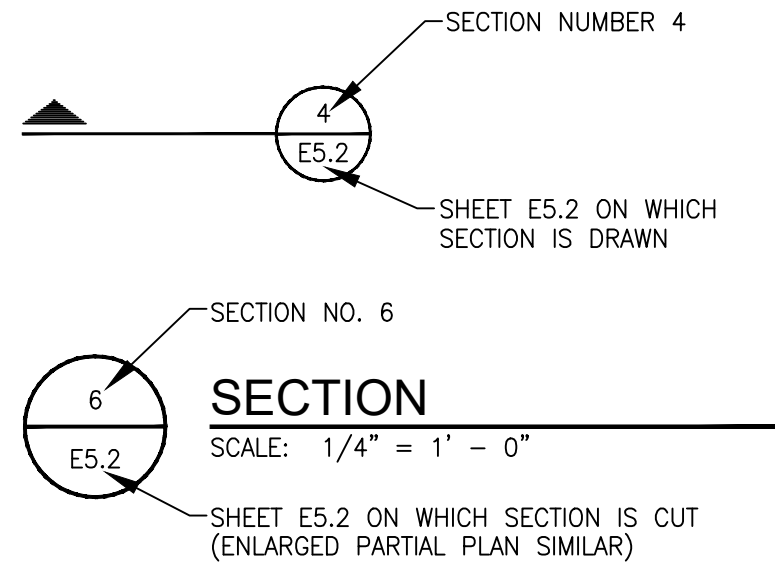 SECTION NUMBER 4
4
E5.2
SHEET E5.2 ON WHICH
SECTION IS DRAWN
SECTION NO. 6
6
E5.2
SECTION
SCALE: 1/4" = 1' - 0"
SHEET E5.2 ON WHICH SECTION IS CUT
(ENLARGED PARTIAL PLAN SIMILAR)